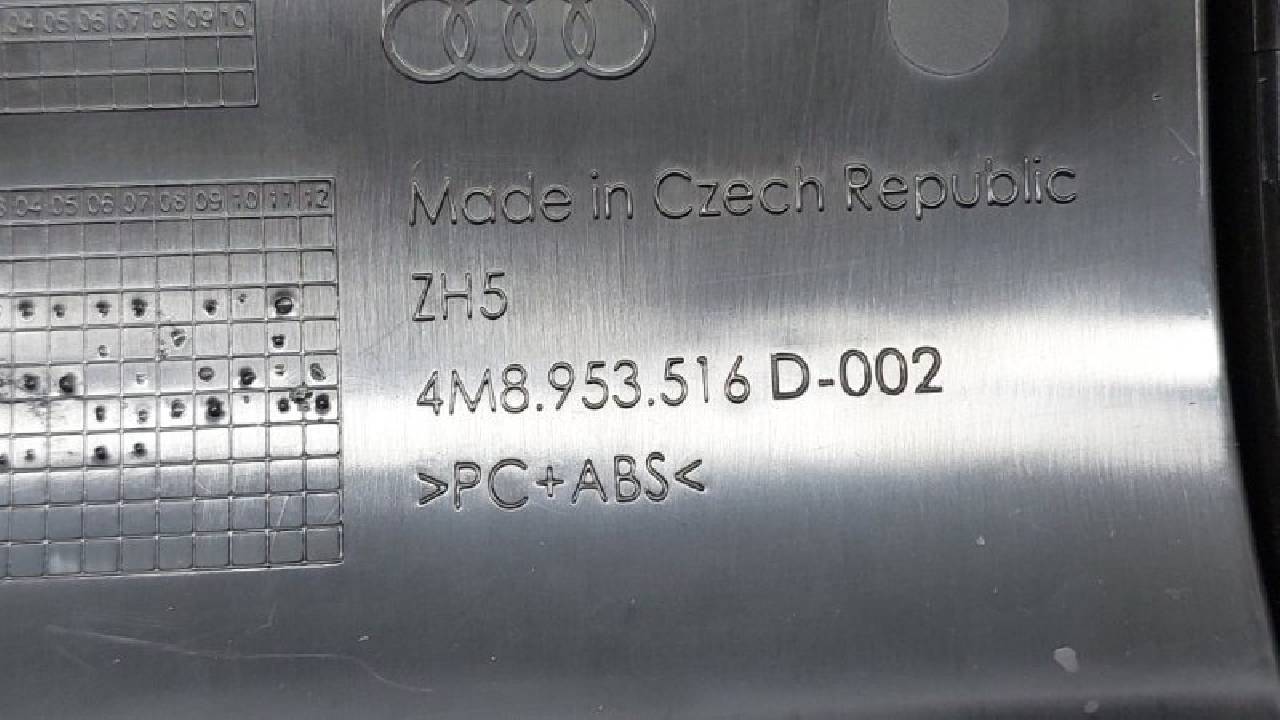 04 05 06 07 08 09 10
04 05 06 07 08 09 10 11 12
Made in Czech Republic
ZH5
4M8.953.516 D-002
>PC+ABS<